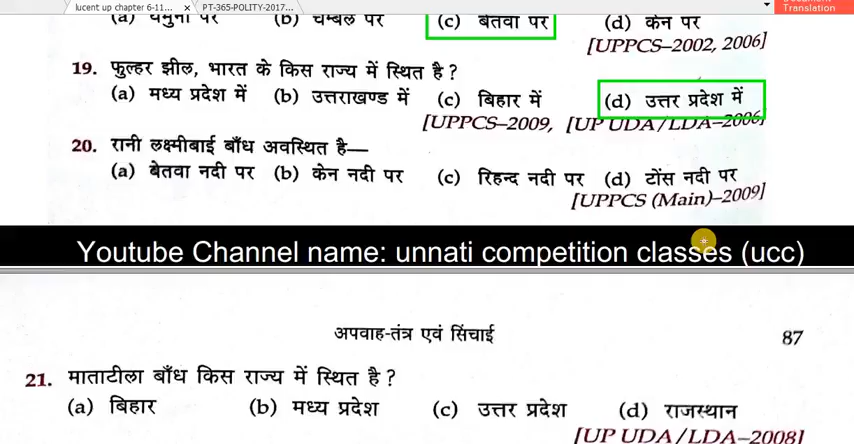 lucent up chapter 6-11... × PT-365-POLITY-2017...
Translation
(a) यमुना पर (b) चम्बल पर (c) बेतवा पर (d) केन पर
[UPPCS–2002, 2006]
19. फुल्हर झील, भारत के किस राज्य में स्थित है ?
(a) मध्य प्रदेश में (b) उत्तराखण्ड में (c) बिहार में (d) उत्तर प्रदेश में
[UPPCS–2009, [UP UDA/LDA–2006]
20. रानी लक्ष्मीबाई बाँध अवस्थित है—
(a) बेतवा नदी पर (b) केन नदी पर (c) रिहन्द नदी पर (d) टोंस नदी पर
[UPPCS (Main)–2009]
Youtube Channel name: unnati competition classes (ucc)
अपवाह-तंत्र एवं सिंचाई 87
21. माताटीला बाँध किस राज्य में स्थित है ?
(a) बिहार (b) मध्य प्रदेश (c) उत्तर प्रदेश (d) राजस्थान
[UP UDA/LDA–2008]